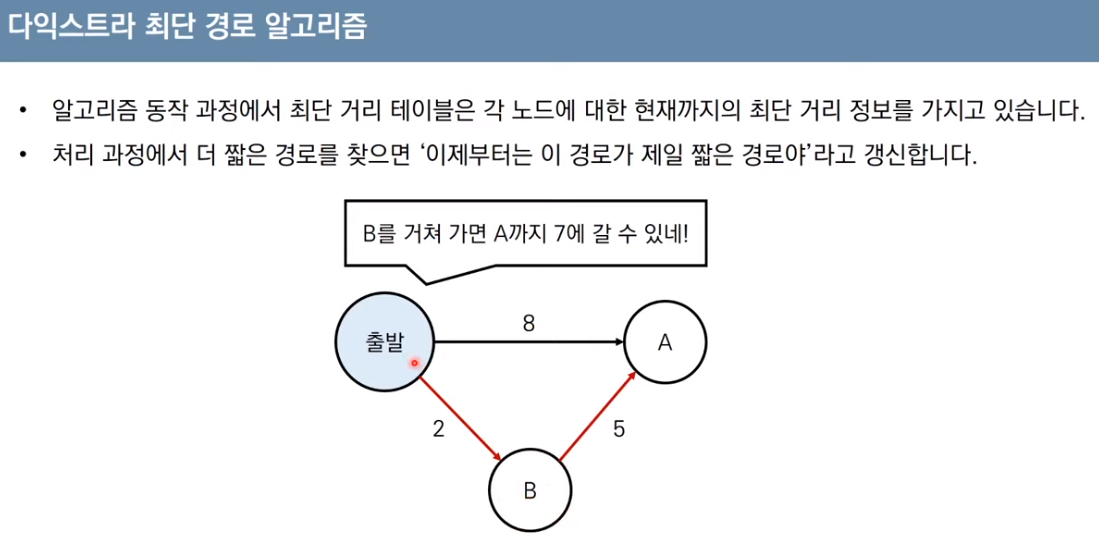 다익스트라 최단 경로 알고리즘
• 알고리즘 동작 과정에서 최단 거리 테이블은 각 노드에 대한 현재까지의 최단 거리 정보를 가지고 있습니다.
• 처리 과정에서 더 짧은 경로를 찾으면 ‘이제부터는 이 경로가 제일 짧은 경로야’라고 갱신합니다.
B를 거쳐 가면 A까지 7에 갈 수 있네!
8
출발
A
2
5
B